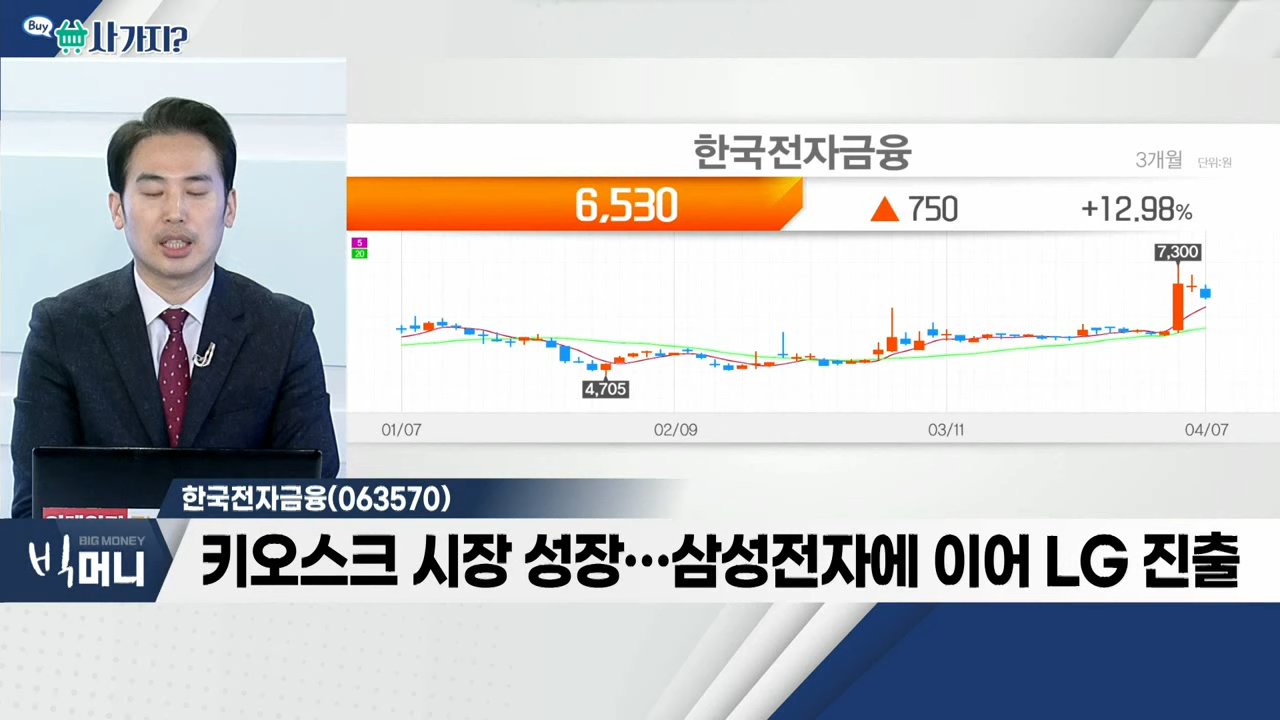 Buy 사가지?
한국전자금융
3개월 단위:원
6,530 ▲ 750 +12.98%
5
20
7,300
4,705
01/07 02/09 03/11 04/07
한국전자금융(063570)
BIG MONEY
빅머니
키오스크 시장 성장…삼성전자에 이어 LG 진출